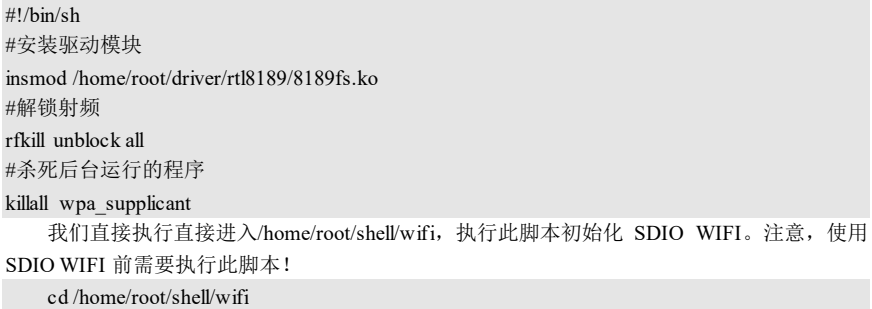 #!/bin/sh
#安装驱动模块
insmod /home/root/driver/rtl8189/8189fs.ko
#解锁射频
rfkill unblock all
#杀死后台运行的程序
killall wpa_supplicant
我们直接执行直接进入/home/root/shell/wifi，执行此脚本初始化 SDIO WIFI。注意，使用
SDIO WIFI 前需要执行此脚本！
cd /home/root/shell/wifi